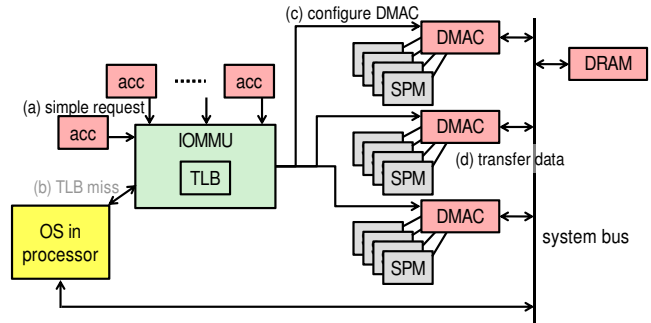 (c) configure DMAC
DMAC
SPM
DRAM
acc
acc
(a) simple request
acc
IOMMU
TLB
DMAC
SPM
(d) transfer data
(b) TLB miss
OS in
processor
DMAC
SPM
system bus